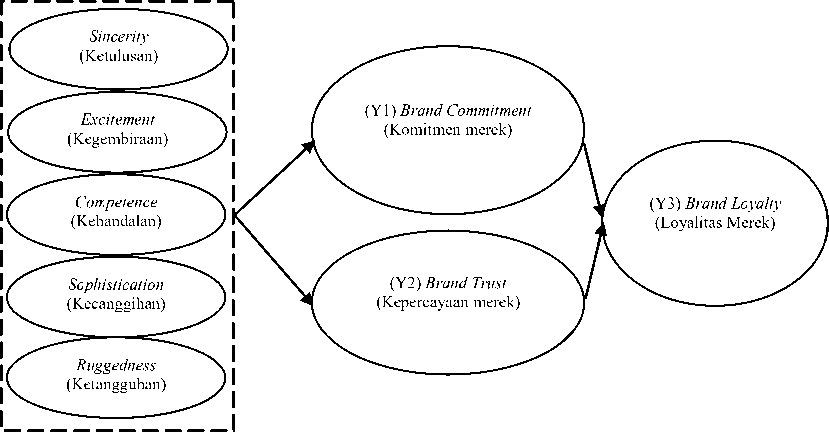 Sincerity
(Ketulusan)
Excitement
(Kegembiraan)
Competence
(Kehandalan)
Sophistication
(Kecanggihan)
Ruggedness
(Ketangguhan)
(Y1) Brand Commitment
(Komitmen merek)
(Y2) Brand Trust
(Kepercayaan merek)
(Y3) Brand Loyalty
(Loyalitas Merek)